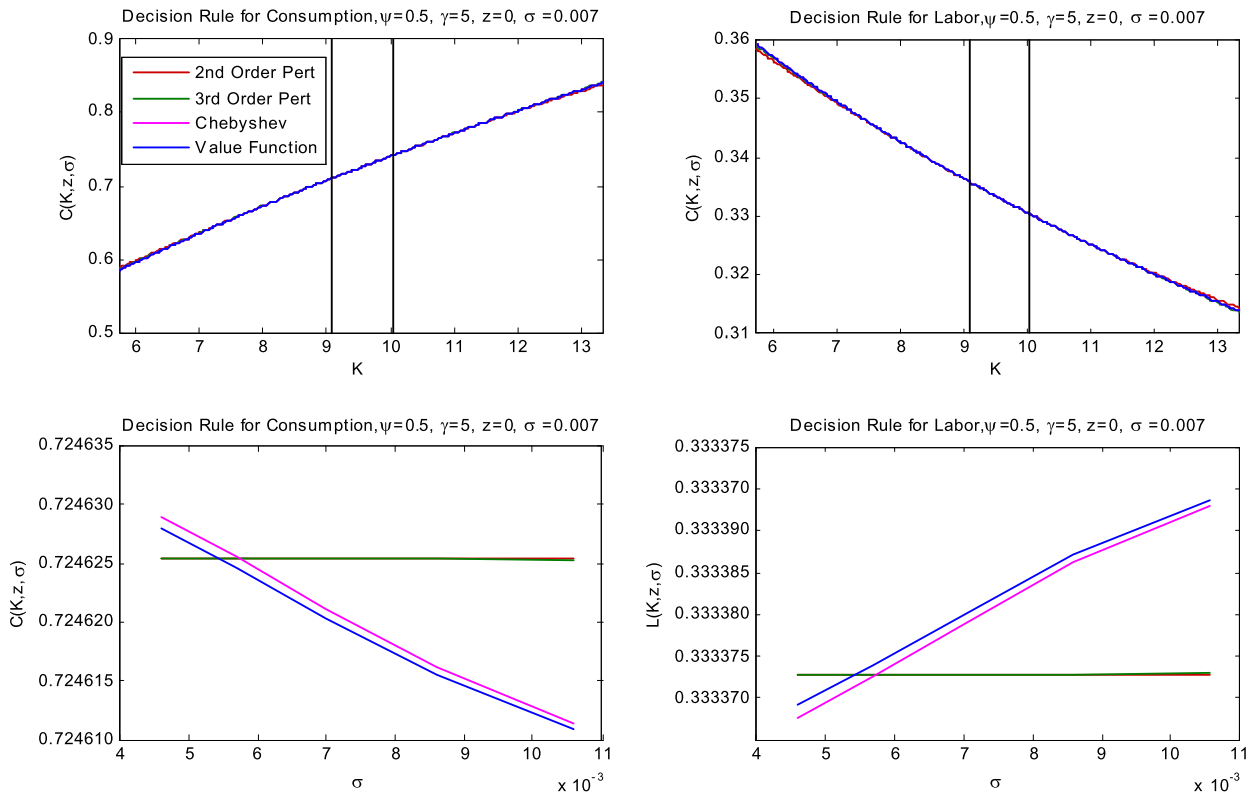 Decision Rule for Consumption,ψ=0.5, γ=5, z=0, σ =0.007
0.9
0.8
0.7
0.6
0.5
C(K,z,σ)
2nd Order Pert
3rd Order Pert
Chebyshev
Value Function
6 7 8 9 10 11 12 13
K
Decision Rule for Labor,ψ=0.5, γ=5, z=0, σ =0.007
0.36
0.35
0.34
0.33
0.32
0.31
C(K,z,σ)
6 7 8 9 10 11 12 13
K
Decision Rule for Consumption,ψ=0.5, γ=5, z=0, σ =0.007
0.724635
0.724630
0.724625
0.724620
0.724615
0.724610
C(K,z,σ)
4 5 6 7 8 9 10 11
σ
x 10-3
Decision Rule for Labor,ψ=0.5, γ=5, z=0, σ =0.007
0.333375
0.333370
0.333390
0.333385
0.333380
0.333375
0.333370
L(K,z,σ)
4 5 6 7 8 9 10 11
σ
x 10-3